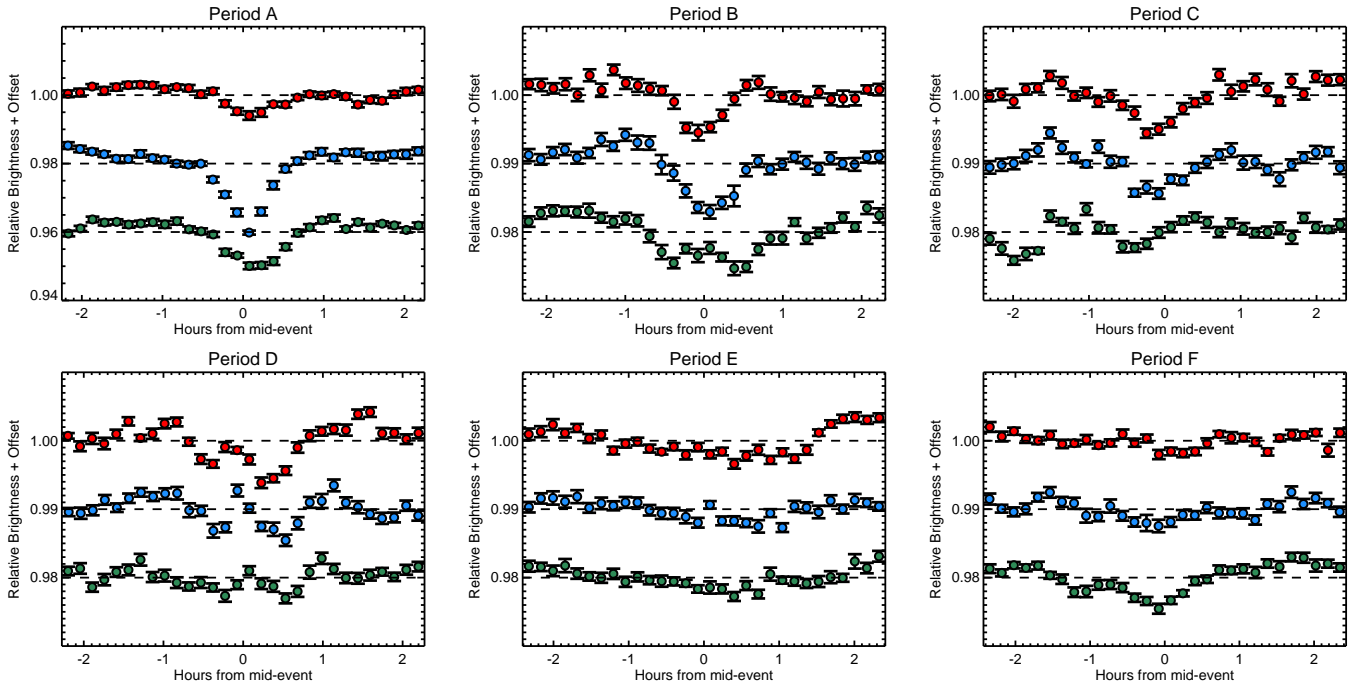 Period A
Relative Brightness + Offset
1.00
0.98
0.96
0.94
-2 -1 0 1 2
Hours from mid-event
Period B
Relative Brightness + Offset
1.00
0.99
0.98
-2 -1 0 1 2
Hours from mid-event
Period C
Relative Brightness + Offset
1.00
0.99
0.98
-2 -1 0 1 2
Hours from mid-event
Period D
Relative Brightness + Offset
1.00
0.99
0.98
-2 -1 0 1 2
Hours from mid-event
Period E
Relative Brightness + Offset
1.00
0.99
0.98
-2 -1 0 1 2
Hours from mid-event
Period F
Relative Brightness + Offset
1.00
0.99
0.98
-2 -1 0 1 2
Hours from mid-event